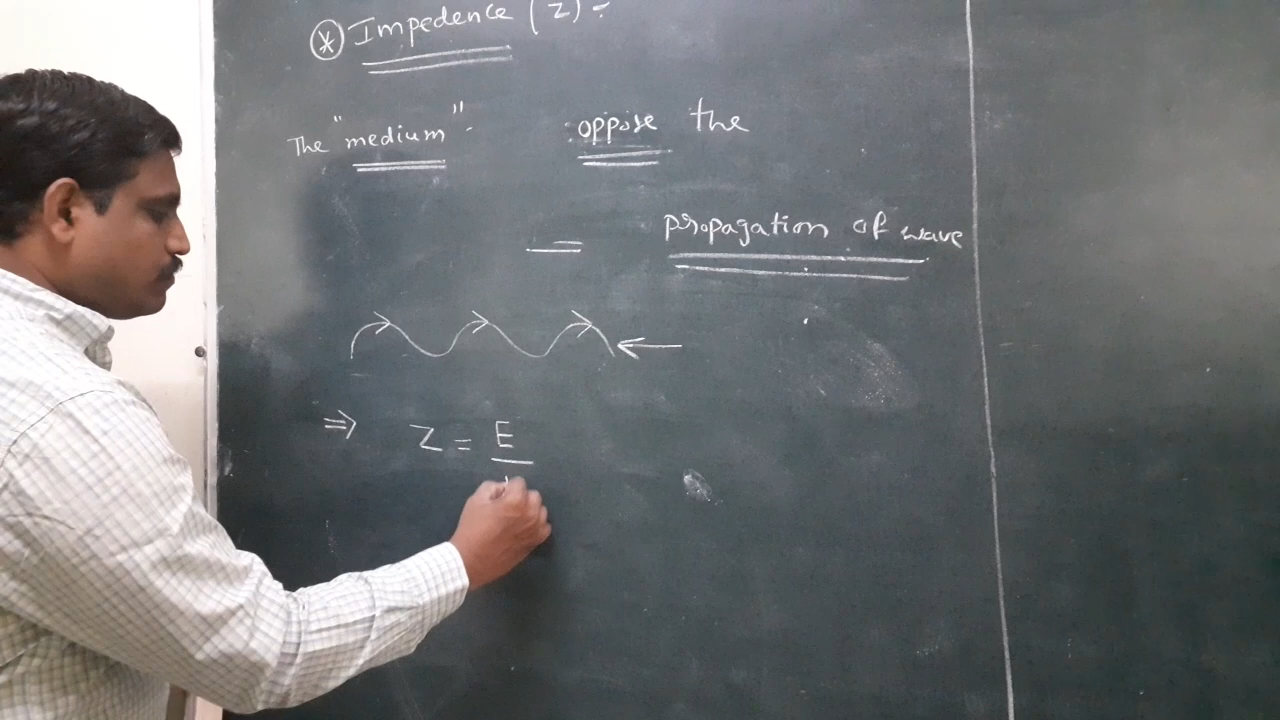 * Impedence (Z) :-
The "medium" oppose the
propagation of wave
⇒ Z = E